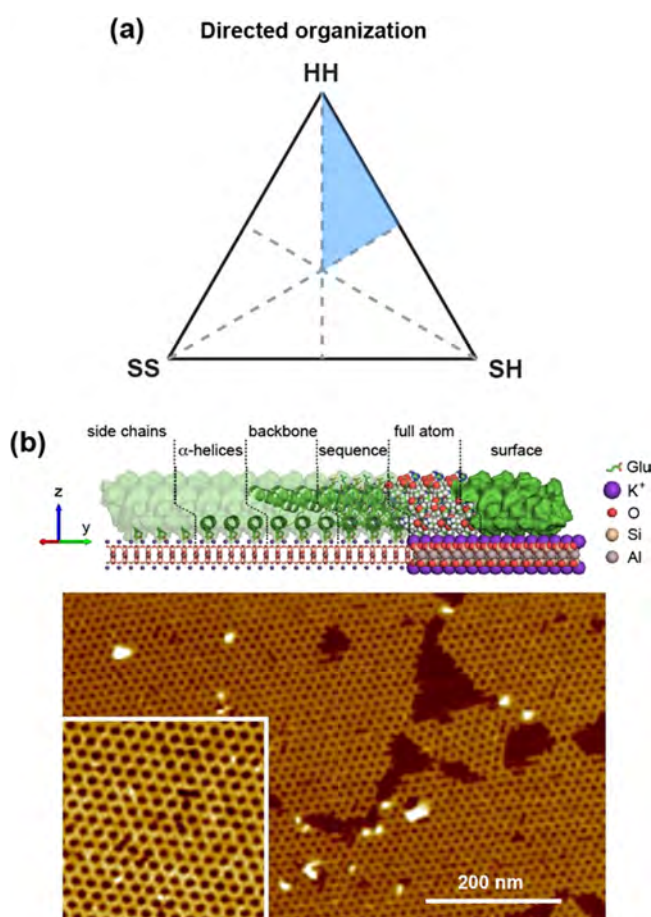 (a) Directed organization
HH
SS SH
(b)
side chains backbone full atom
α-helices sequence surface
Glu
K+
O
Si
Al
z
y
200 nm